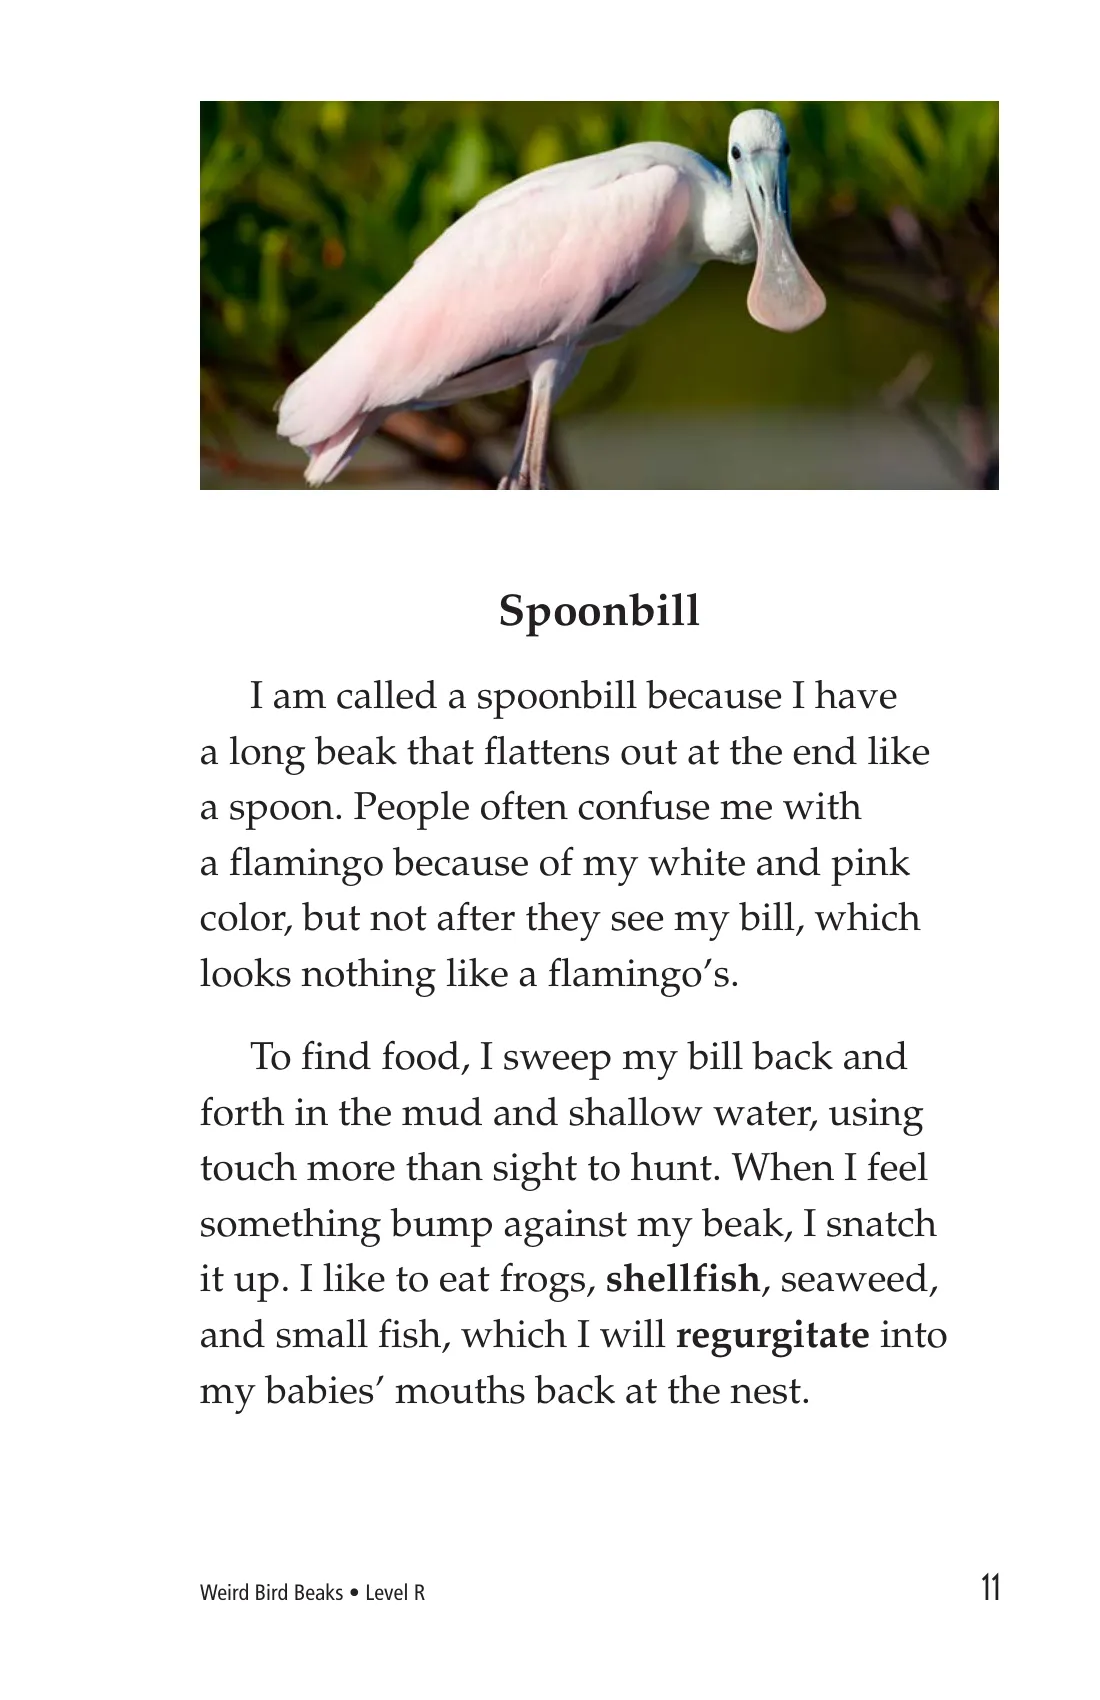 Spoonbill
I am called a spoonbill because I have
a long beak that flattens out at the end like
a spoon. People often confuse me with
a flamingo because of my white and pink
color, but not after they see my bill, which
looks nothing like a flamingo’s.
To find food, I sweep my bill back and
forth in the mud and shallow water, using
touch more than sight to hunt. When I feel
something bump against my beak, I snatch
it up. I like to eat frogs, shellfish, seaweed,
and small fish, which I will regurgitate into
my babies’ mouths back at the nest.
Weird Bird Beaks • Level R
11